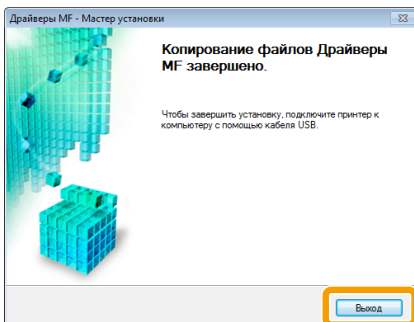 Драйверы MF - Мастер установки
Копирование файлов Драйверы
MF завершено.
Чтобы завершить установку, подключите принтер к
компьютеру с помощью кабеля USB.
Выход